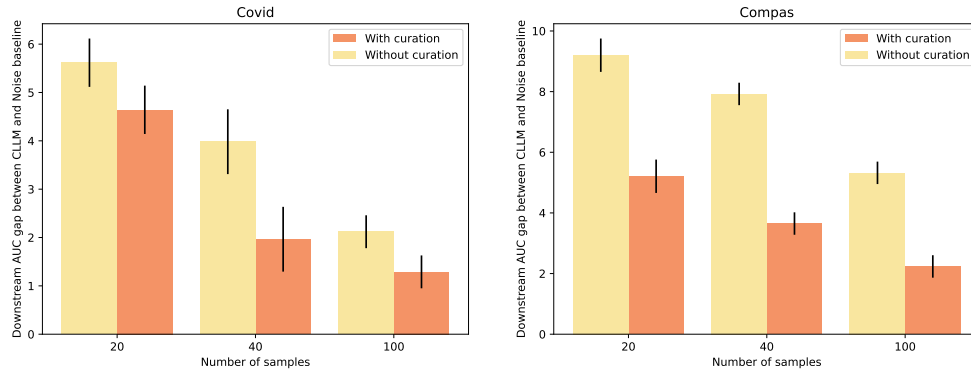 Covid
Downstream AUC gap between CLLM and Noise baseline
6
5
4
3
2
1
0
With curation
Without curation
20
40
100
Number of samples
Compas
Downstream AUC gap between CLLM and Noise baseline
10
8
6
4
2
0
With curation
Without curation
20
40
100
Number of samples